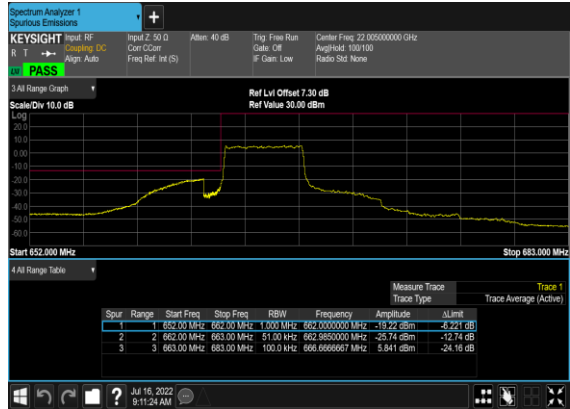 Spectrum Analyzer 1
Spurious Emissions
KEYSIGHT Input: RF Input Z: 50 Ω Atten: 40 dB Trig: Free Run Center Freq: 22.005000000 GHz
R T Coupling: DC Corr CCorr Gate: Off Avg|Hold: 100/100
Align: Auto Freq Ref: Int (S) IF Gain: Low Radio Std: None
LV PASS
3 All Range Graph Ref Lvl Offset 7.30 dB
Scale/Div 10.0 dB Ref Value 30.00 dBm
Log
20.0
10.0
0.00
-10.0
-20.0
-30.0
-40.0
-50.0
-60.0
Start 652.000 MHz Stop 683.000 MHz
4 All Range Table
Measure Trace Trace 1
Trace Type Trace Average (Active)
Spur Range Start Freq Stop Freq RBW Frequency Amplitude ΔLimit
1 1 652.00 MHz 662.00 MHz 1.000 MHz 662.0000000 MHz -19.22 dBm -6.221 dB
2 2 662.00 MHz 663.00 MHz 51.00 kHz 662.9850000 MHz -25.74 dBm -12.74 dB
3 3 663.00 MHz 683.00 MHz 100.0 kHz 666.6666667 MHz 5.841 dBm -24.16 dB
Jul 16, 2022
9:11:24 AM